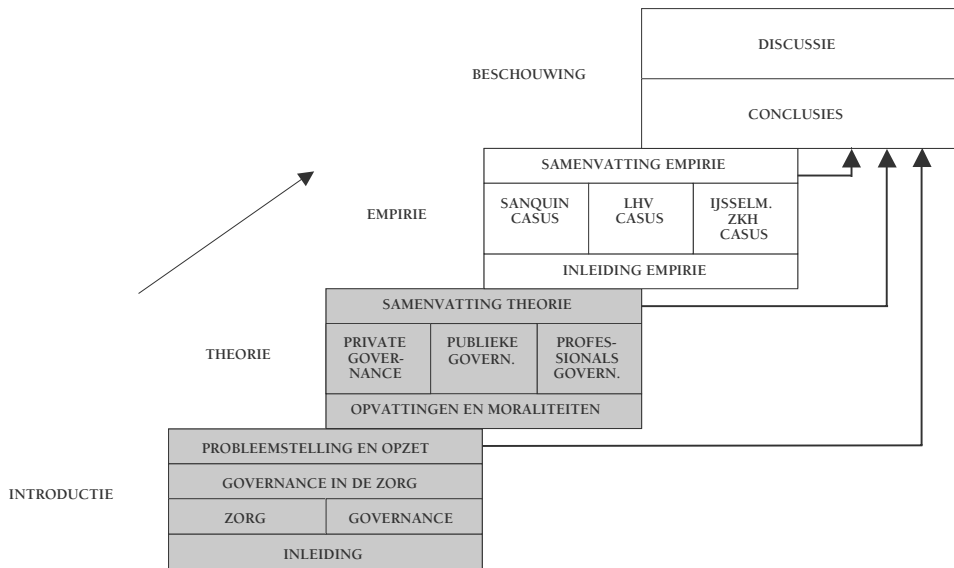 DISCUSSIE
BESCHOUWING
CONCLUSIES
SAMENVATTING EMPIRIE
EMPIRIE
SANQUIN
CASUS
LHV
CASUS
IJSSELM.
ZKH
CASUS
INLEIDING EMPIRIE
SAMENVATTING THEORIE
THEORIE
PRIVATE
GOVER-
NANCE
PUBLIEKE
GOVERN.
PROFES-
SIONALS
GOVERN.
OPVATTINGEN EN MORALITEITEN
PROBLEEMSTELLING EN OPZET
GOVERNANCE IN DE ZORG
INTRODUCTIE
ZORG
GOVERNANCE
INLEIDING